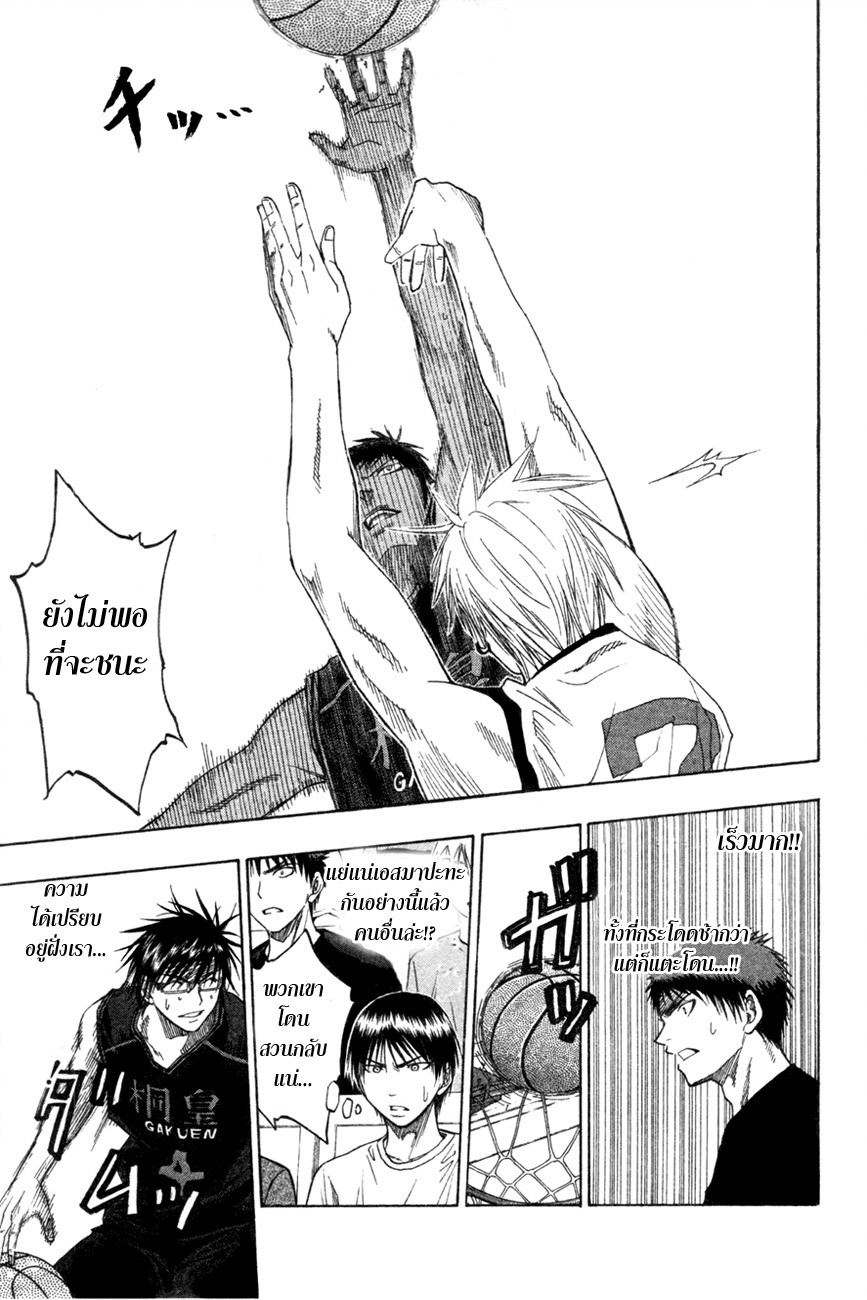 チッ…
ยังไม่พอ
ที่จะชนะ
7
桐
GA
เร็วมาก!!
ทั้งที่กระโดดช้ากว่า
แต่ก็แตะโดน...!!
ガガ
แย่แน่เอสมาปะทะ
กันอย่างนี้แล้ว
คนอื่นล่ะ!?
พวกเขา
โดน
สวนกลับ
แน่...
ความ
ได้เปรียบ
อยู่ฝั่งเรา...
桐皇
GAKUEN
4